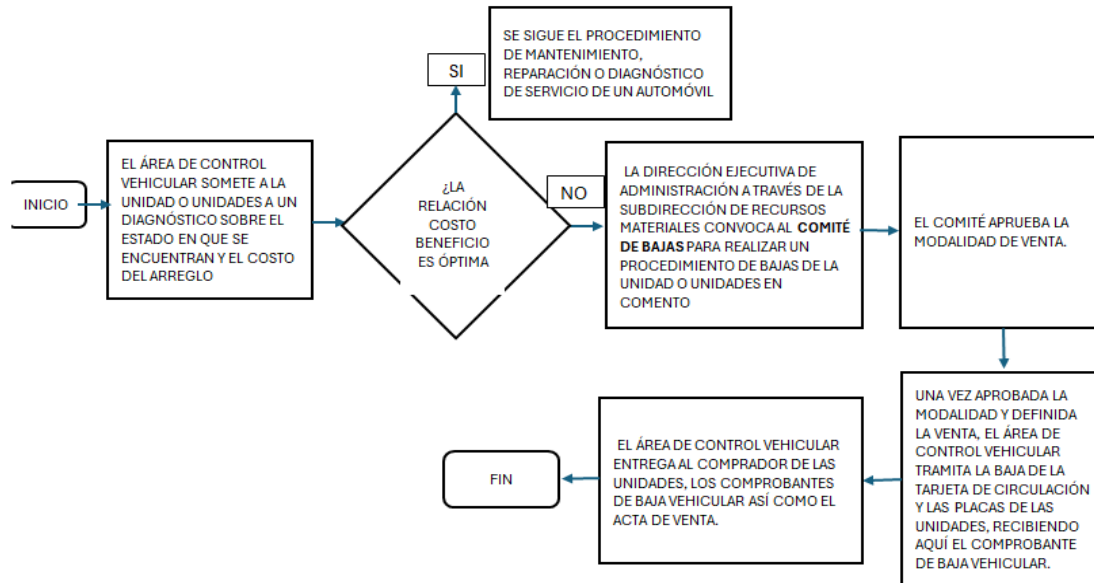 INICIO
EL ÁREA DE CONTROL
VEHICULAR SOMETE A LA
UNIDAD O UNIDADES A UN
DIAGNÓSTICO SOBRE EL
ESTADO EN QUE SE
ENCUENTRAN Y EL COSTO
DEL ARREGLO
¿LA
RELACIÓN
COSTO
BENEFICIO
ES ÓPTIMA
SI
SE SIGUE EL PROCEDIMIENTO
DE MANTENIMIENTO,
REPARACIÓN O DIAGNÓSTICO
DE SERVICIO DE UN AUTOMÓVIL
NO
LA DIRECCIÓN EJECUTIVA DE
ADMINISTRACIÓN A TRAVÉS DE LA
SUBDIRECCIÓN DE RECURSOS
MATERIALES CONVOCA AL COMITÉ
DE BAJAS PARA REALIZAR UN
PROCEDIMIENTO DE BAJAS DE LA
UNIDAD O UNIDADES EN
COMENTO
EL COMITÉ APRUEBA LA
MODALIDAD DE VENTA.
UNA VEZ APROBADA LA
MODALIDAD Y DEFINIDA
LA VENTA, EL ÁREA DE
CONTROL VEHICULAR
TRAMITA LA BAJA DE LA
TARJETA DE CIRCULACIÓN
Y LAS PLACAS DE LAS
UNIDADES, RECIBIENDO
AQUÍ EL COMPROBANTE
DE BAJA VEHICULAR.
EL ÁREA DE CONTROL VEHICULAR
ENTREGA AL COMPRADOR DE LAS
UNIDADES, LOS COMPROBANTES
DE BAJA VEHICULAR ASÍ COMO EL
ACTA DE VENTA.
FIN